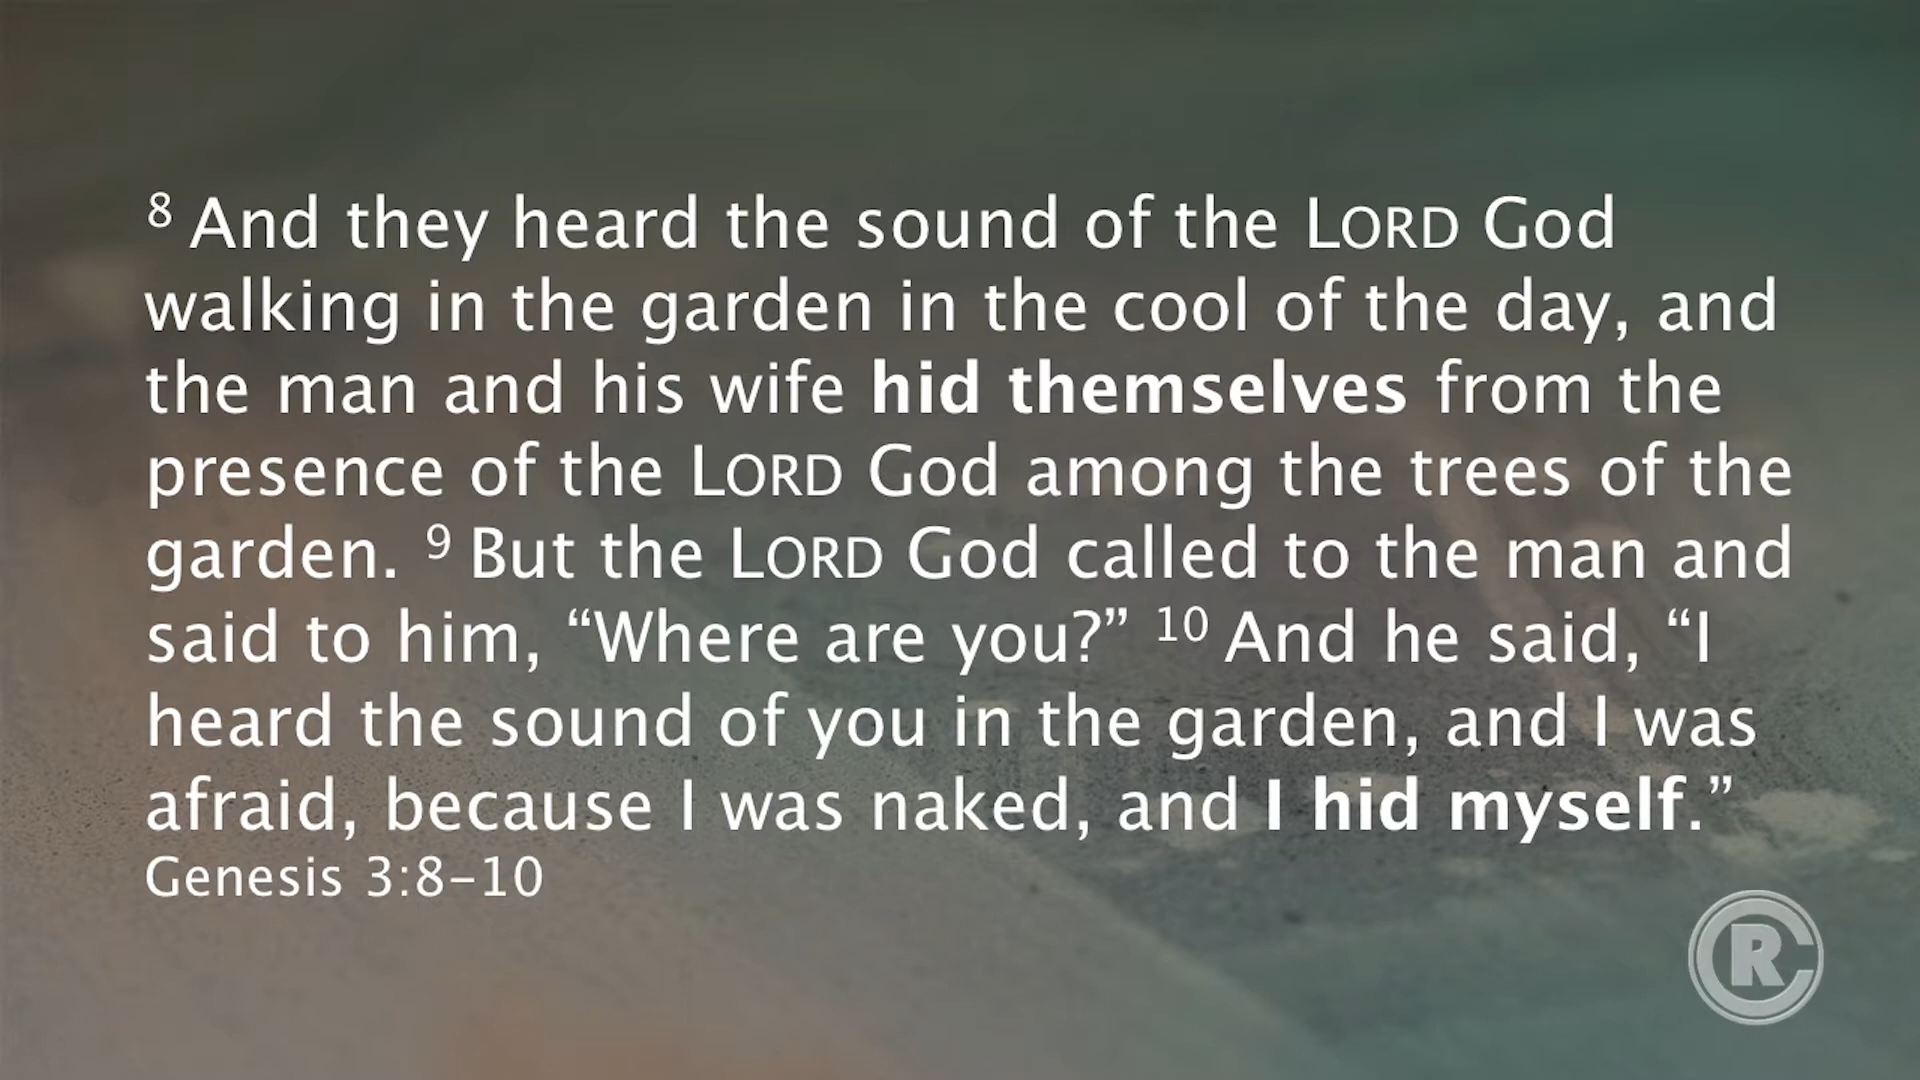 8 And they heard the sound of the LORD God
walking in the garden in the cool of the day, and
the man and his wife hid themselves from the
presence of the LORD God among the trees of the
garden. 9 But the LORD God called to the man and
said to him, “Where are you?” 10 And he said, “I
heard the sound of you in the garden, and I was
afraid, because I was naked, and I hid myself.”
Genesis 3:8–10
CR